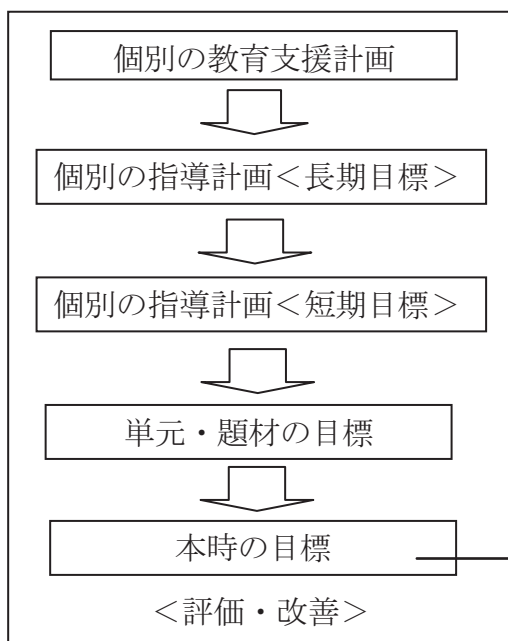 個別の教育支援計画
個別の指導計画＜長期目標＞
個別の指導計画＜短期目標＞
単元・題材の目標
本時の目標
＜評価・改善＞